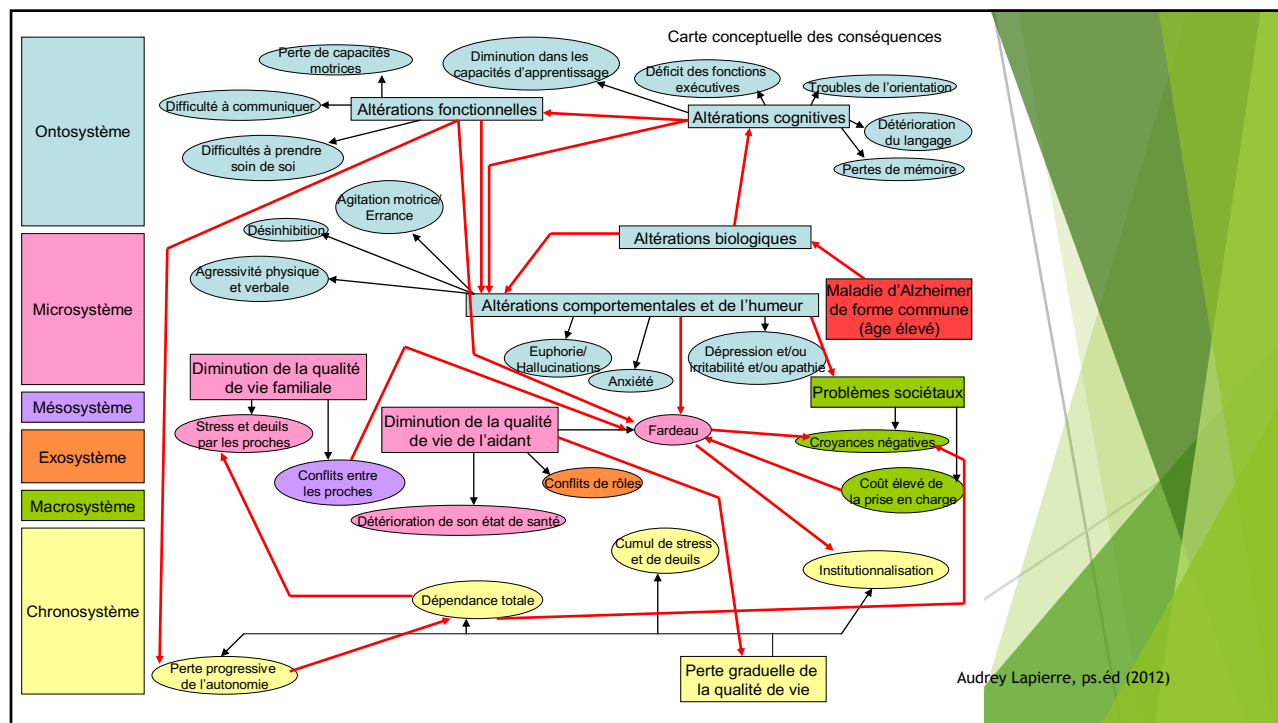 Carte conceptuelle des conséquences
Ontosystème
Microsystème
Mésosystème
Exosystème
Macrosystème
Chronosystème
Perte de capacités
motrices
Diminution dans les
capacités d'apprentissage
Déficit des fonctions
exécutives
Troubles de l'orientation
Difficulté à communiquer
Altérations fonctionnelles
Altérations cognitives
Détérioration
du langage
Difficultés à prendre
soin de soi
Pertes de mémoire
Agitation motrice/
Errance
Désinhibition
Altérations biologiques
Agressivité physique
et verbale
Altérations comportementales et de l'humeur
Maladie d'Alzheimer
de forme commune
(âge élevé)
Euphorie/
Hallucinations
Anxiété
Dépression et/ou
irritabilité et/ou apathie
Diminution de la qualité
de vie familiale
Problèmes sociétaux
Stress et deuils
par les proches
Diminution de la qualité
de vie de l'aidant
Fardeau
Croyances négatives
Conflits entre
les proches
Conflits de rôles
Coût élevé de
la prise en charge
Détérioration de son état de santé
Cumul de stress
et de deuils
Institutionnalisation
Dépendance totale
Perte progressive
de l'autonomie
Perte graduelle de
la qualité de vie
Audrey Lapierre, ps.éd (2012)